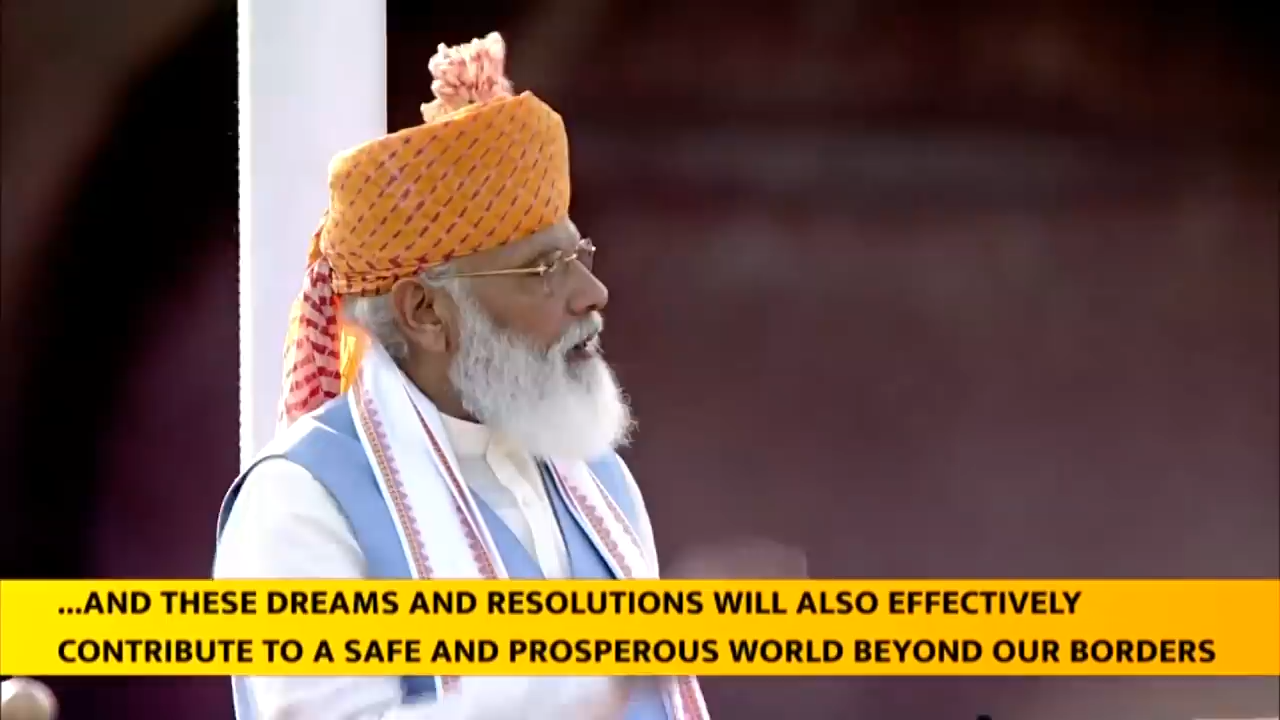 ...AND THESE DREAMS AND RESOLUTIONS WILL ALSO EFFECTIVELY
CONTRIBUTE TO A SAFE AND PROSPEROUS WORLD BEYOND OUR BORDERS